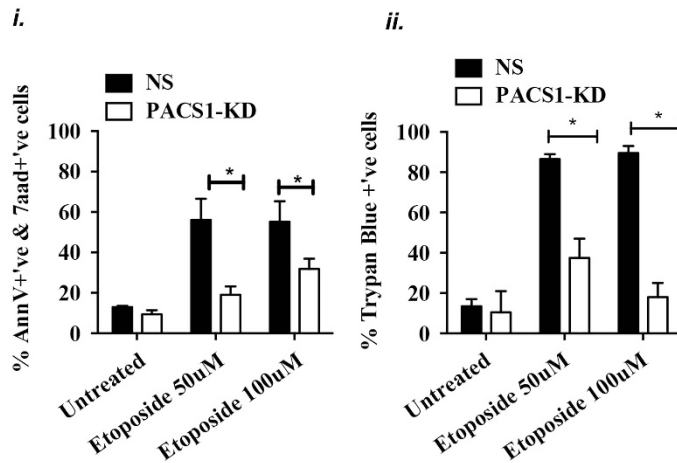 i.
NS
PACS1-KD
% AnnV+'ve & 7aad+'ve cells
100
80
60
40
20
0
*
*
Untreated
Etoposide 50uM
Etoposide 100uM
ii.
NS
PACS1-KD
% Trypan Blue +'ve cells
100
80
60
40
20
0
*
*
Untreated
Etoposide 50uM
Etoposide 100uM